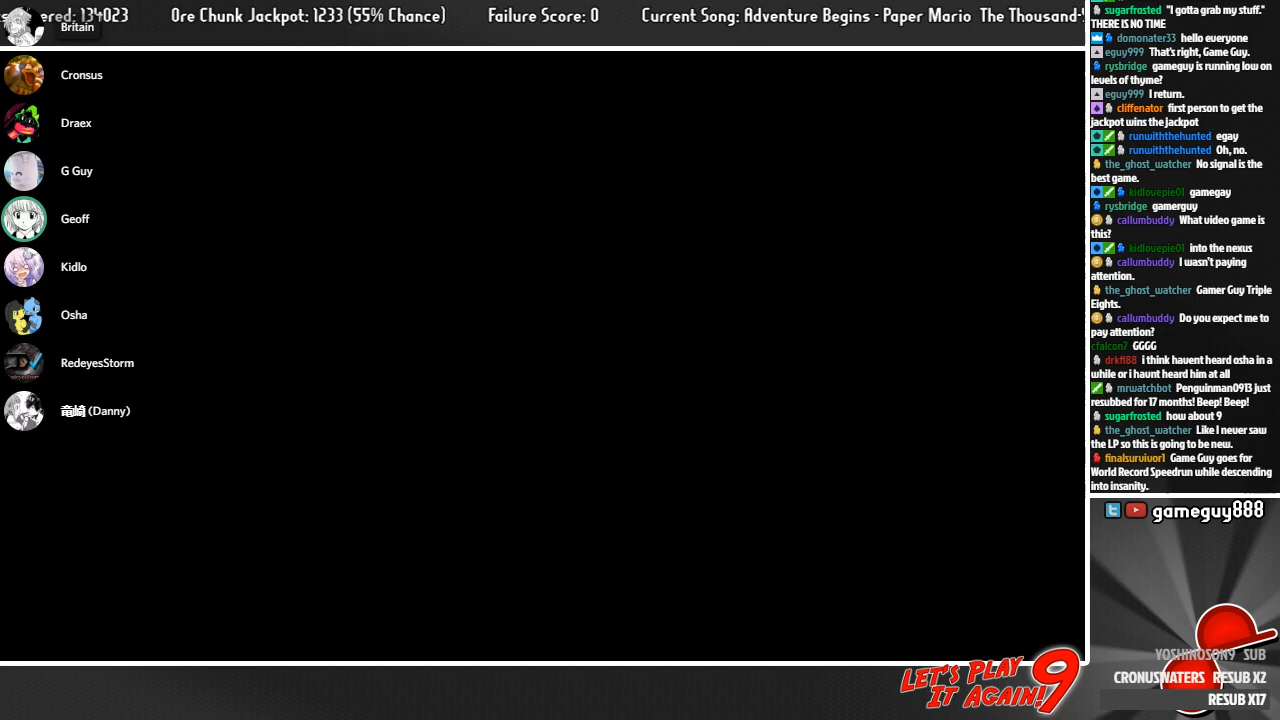 ered: 134023 Ore Chunk Jackpot: 1233 (55% Chance) Failure Score: 0 Current Song: Adventure Begins - Paper Mario The Thousand-
Britain
Cronsus
Draex
G Guy
Geoff
Kidlo
Osha
RedeyesStorm
竜崎 (Danny)
sugarfrosted "I gotta grab my stuff."
THERE IS NO TIME
domonater33 hello everyone
eguy999 That's right, Game Guy.
rysbridge gameguy is running low on
levels of thyme?
eguy999 I return.
cliffenator first person to get the
jackpot wins the jackpot
runwiththehunted egay
runwiththehunted Oh, no.
the_ghost_watcher No signal is the
best game.
kidlovepie01 gamegay
rysbridge gamerguy
callumbuddy What video game is
this?
kidlovepie01 into the nexus
callumbuddy I wasn't paying
attention.
the_ghost_watcher Gamer Guy Triple
Eights.
callumbuddy Do you expect me to
pay attention?
cfalcon7 GGGG
drkfl88 i think havent heard osha in a
while or i havnt heard him at all
mrwatchbot Penguinman0913 just
resubbed for 17 months! Beep! Beep!
sugarfrosted how about 9
the_ghost_watcher Like I never saw
the LP so this is going to be new.
finalsurvivor1 Game Guy goes for
World Record Speedrun while descending
into insanity.
gameguy888
YOSHINOSON9 SUB
CRONUSWATERS RESUB X2
RESUB X17
LET'S PLAY
IT AGAIN! 9